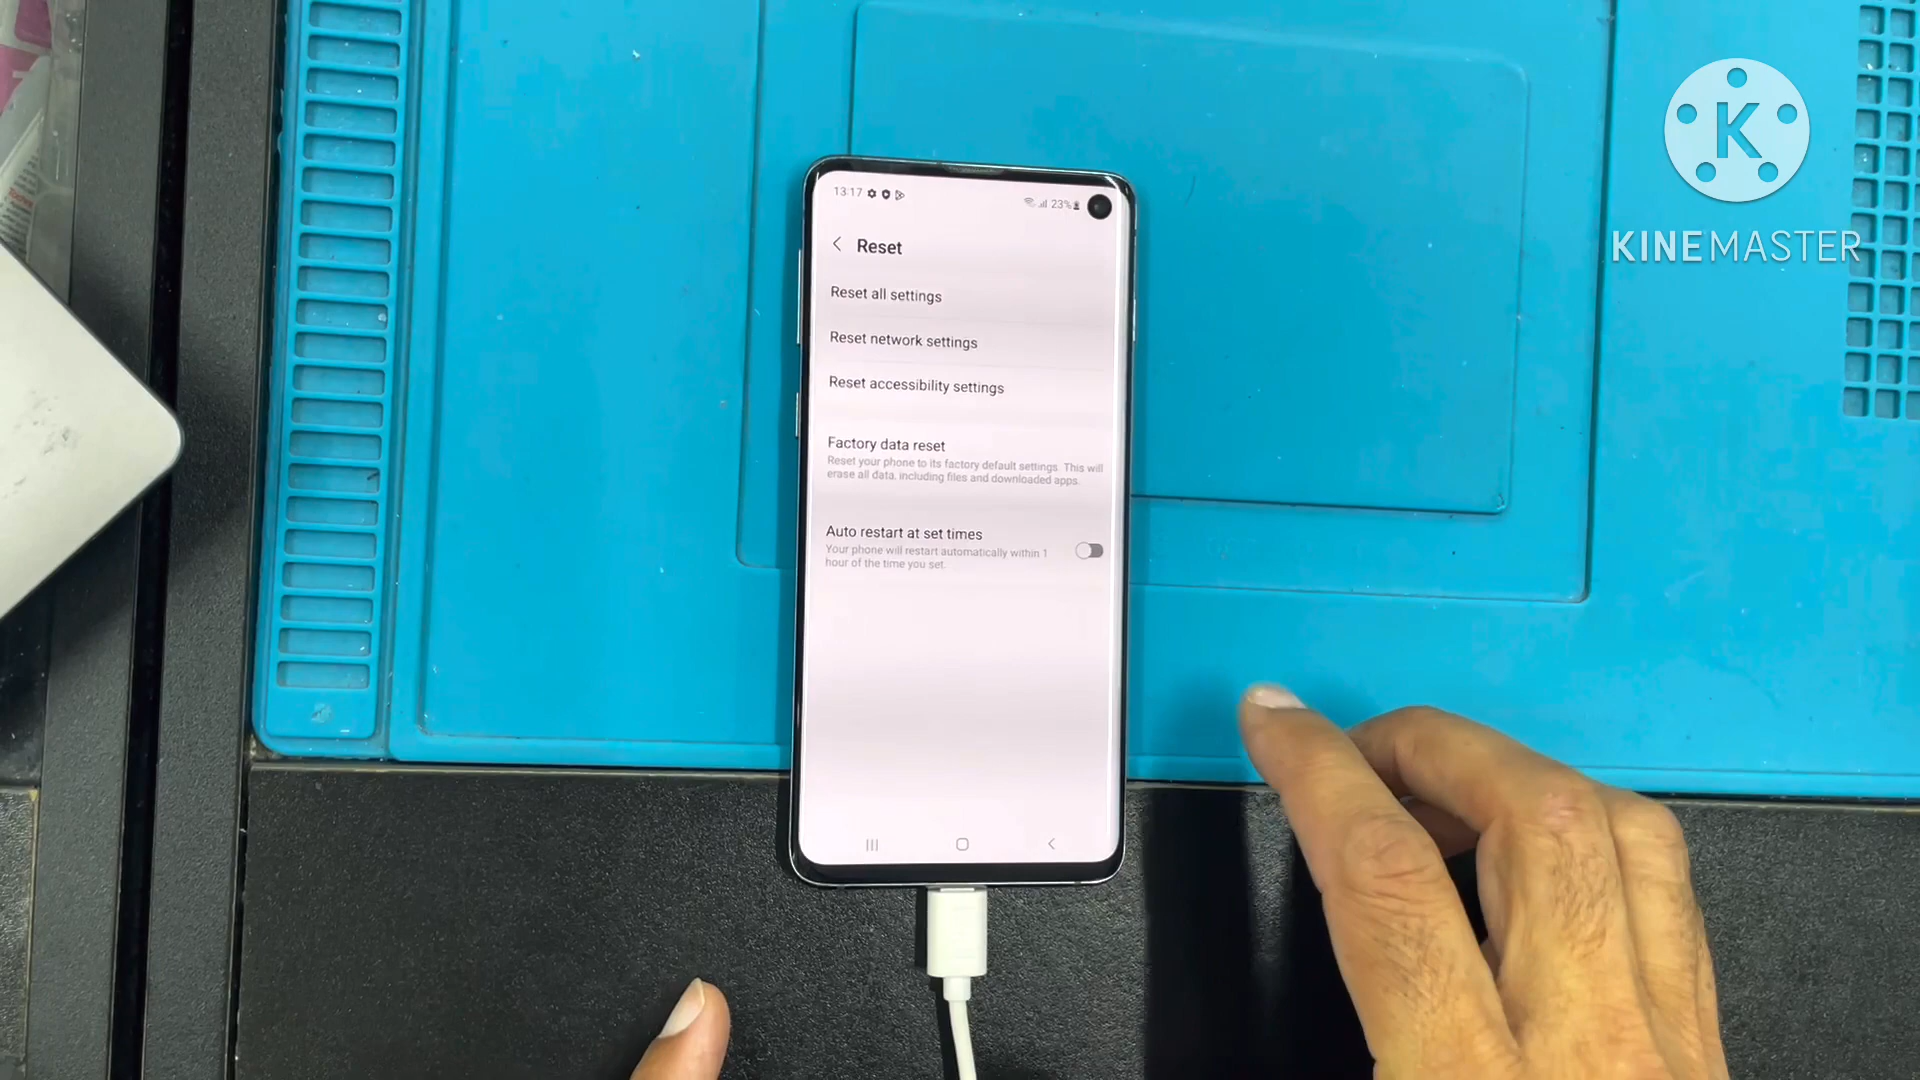 13:17
23%
Reset
Reset all settings
Reset network settings
Reset accessibility settings
Factory data reset
Reset your phone to its factory default settings. This will
erase all data, including files and downloaded apps.
Auto restart at set times
Your phone will restart automatically within 1
hour of the time you set.
K
KINEMASTER